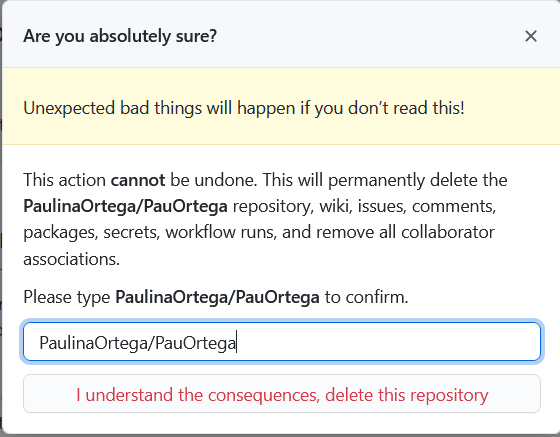 Are you absolutely sure?
Unexpected bad things will happen if you don’t read this!
This action cannot be undone. This will permanently delete the
PaulinaOrtega/PauOrtega repository, wiki, issues, comments,
packages, secrets, workflow runs, and remove all collaborator
associations.
Please type PaulinaOrtega/PauOrtega to confirm.
PaulinaOrtega/PauOrtega
I understand the consequences, delete this repository